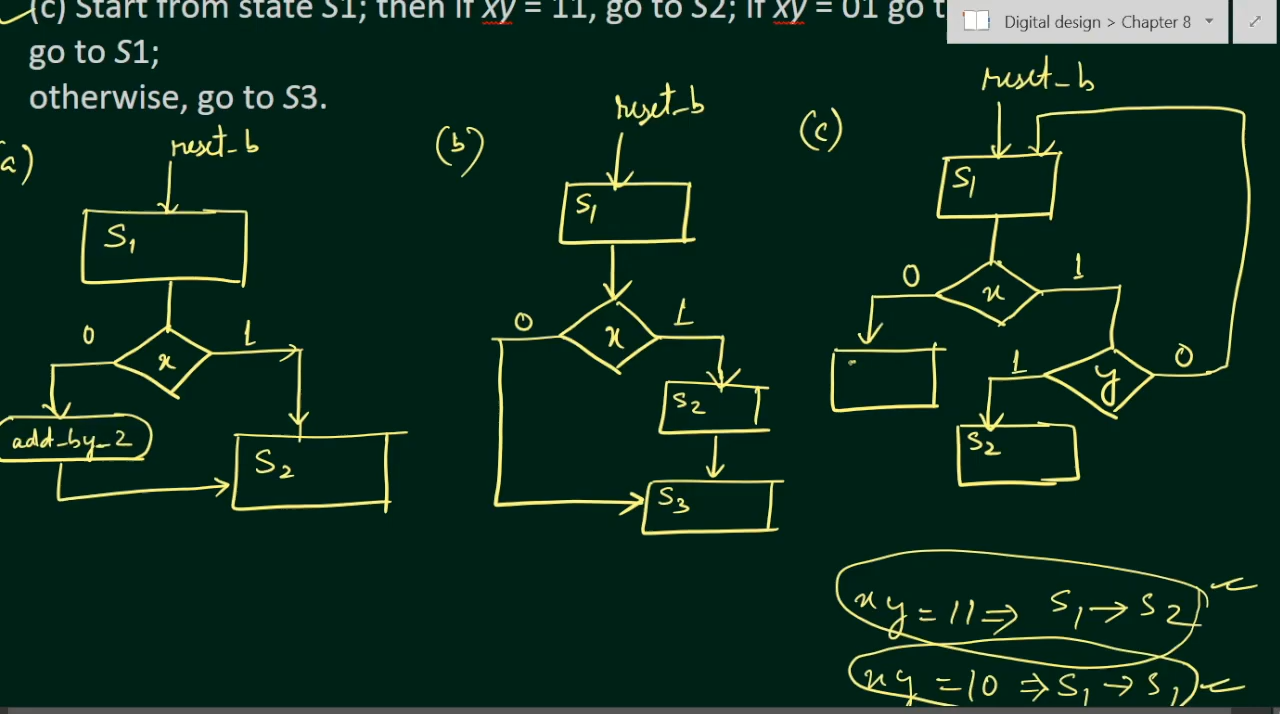 (c) Start from state S1; then if xy = 11, go to S2; if xy = 01 go t
Digital design > Chapter 8
go to S1;
otherwise, go to S3.
a)
reset_b
S1
0
x
1
add_by_2
S2
(b)
reset_b
S1
0
x
1
S2
S3
(c)
reset_b
S1
0
x
1
1
y
0
S2
xy = 11 ⇒ S1 → S2
xy = 10 ⇒ S1 → S1